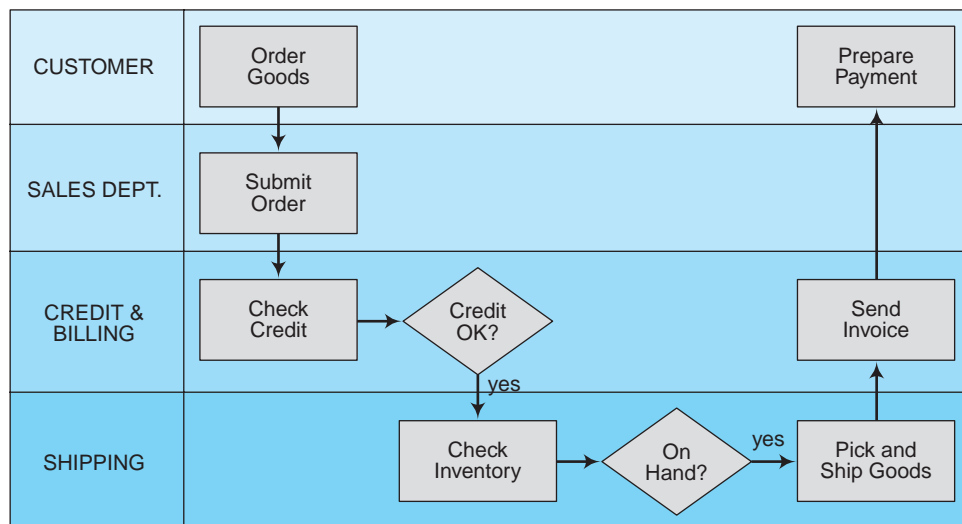 CUSTOMER
Order
Goods
Prepare
Payment
SALES DEPT.
Submit
Order
CREDIT &
BILLING
Check
Credit
Credit
OK?
Send
Invoice
yes
SHIPPING
Check
Inventory
On
Hand?
yes
Pick and
Ship Goods